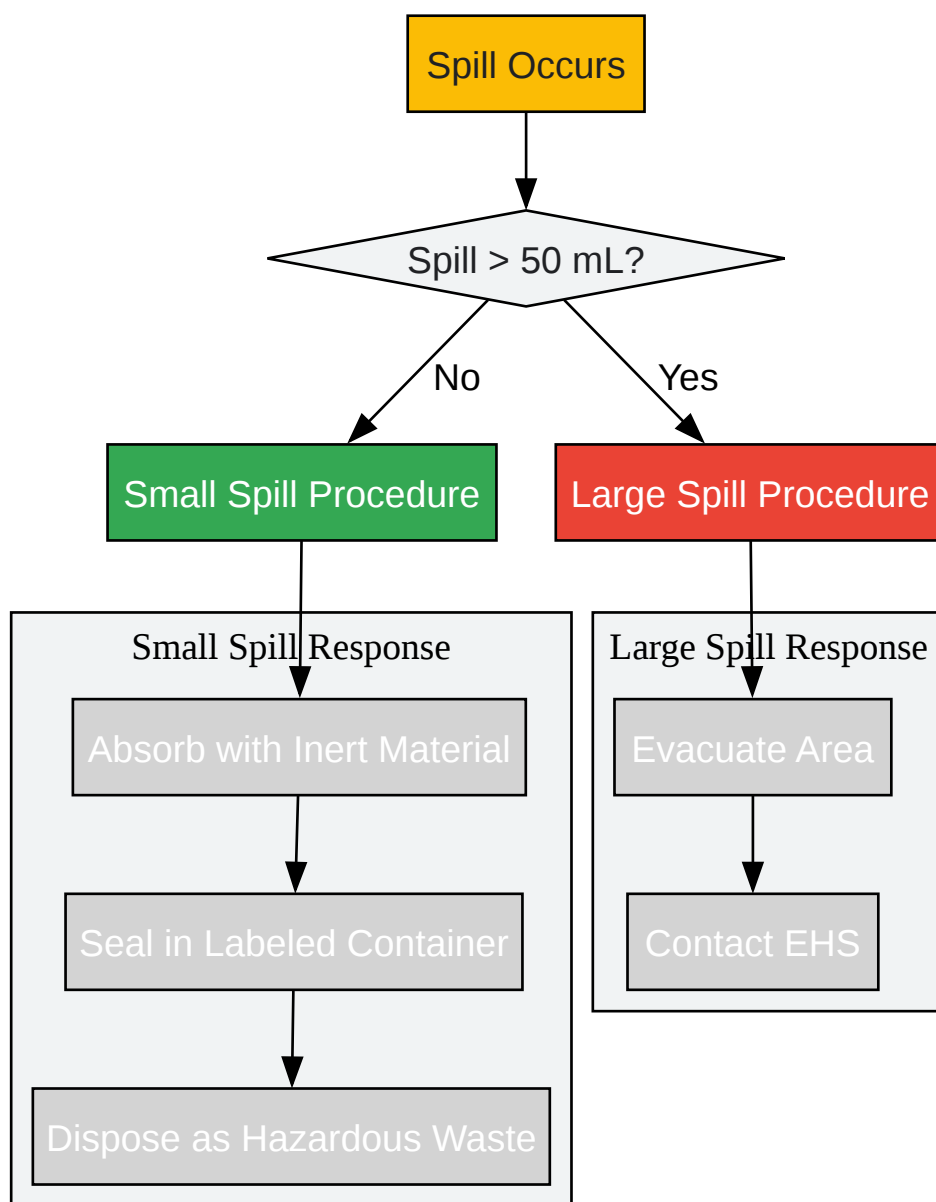 Spill Occurs
Spill > 50 mL?
No
Yes
Small Spill Procedure
Large Spill Procedure
Small Spill Response
Large Spill Response
Absorb with Inert Material
Evacuate Area
Seal in Labeled Container
Contact EHS
Dispose as Hazardous Waste